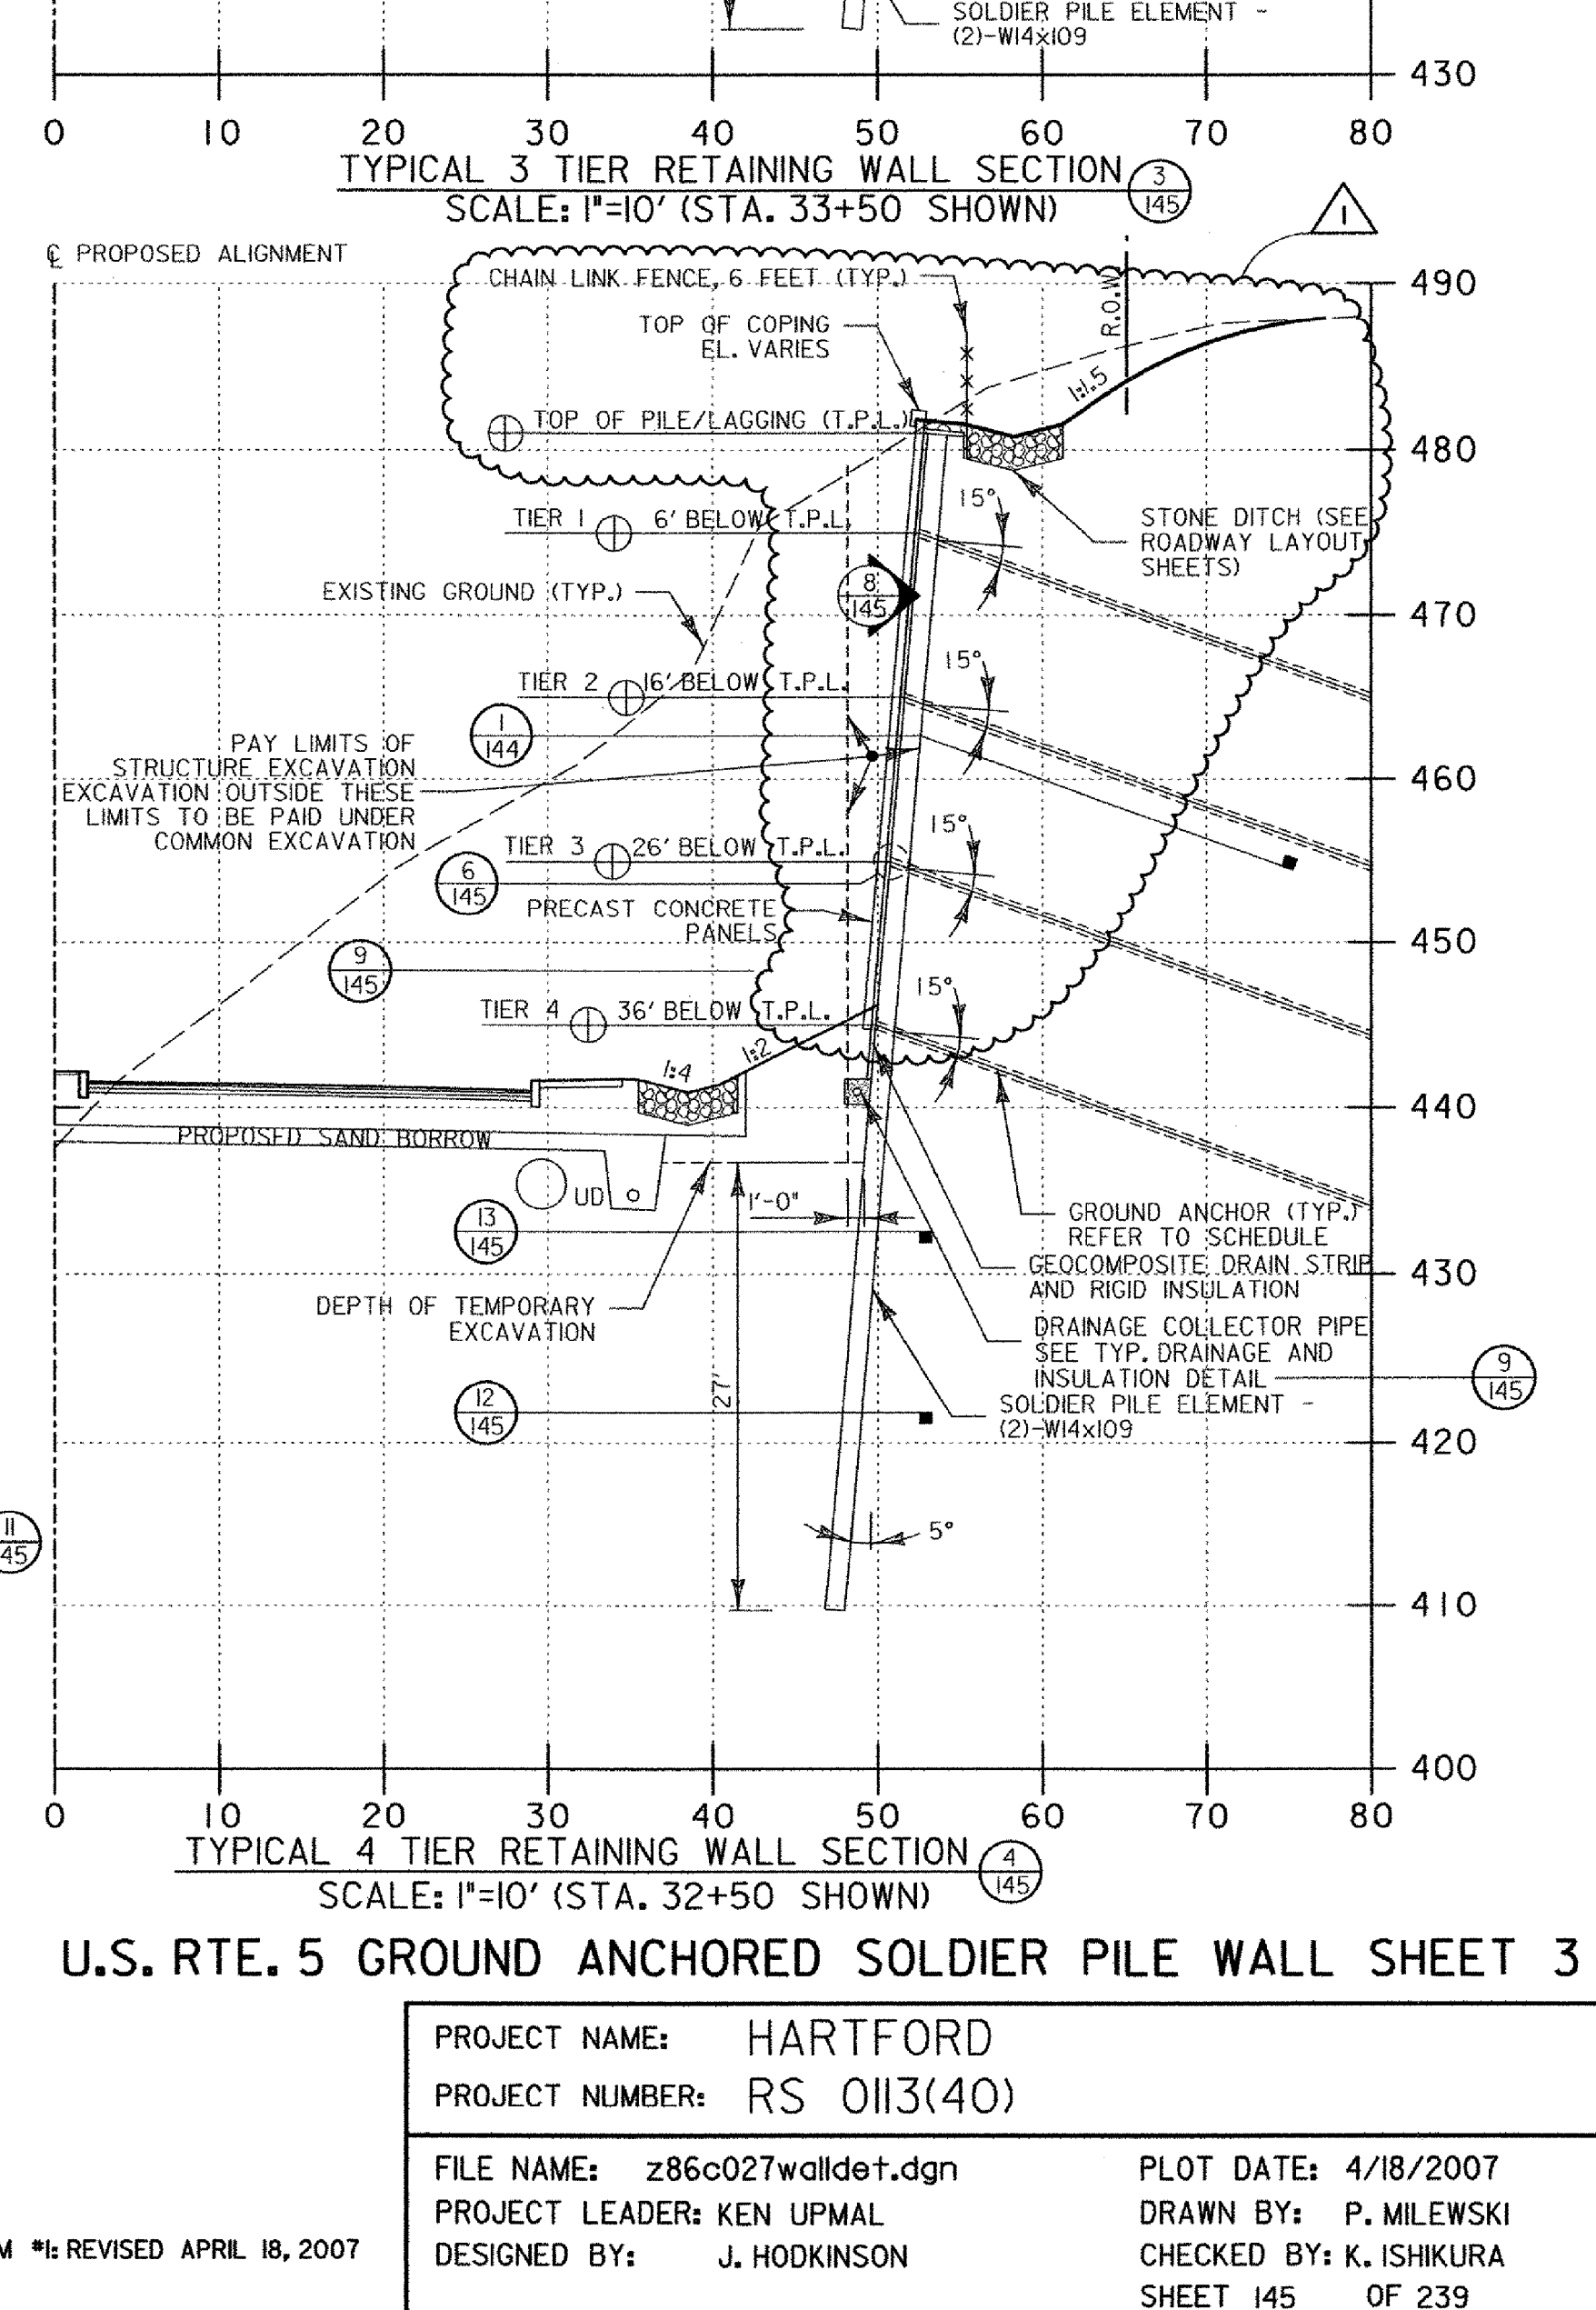 SOLDIER PILE ELEMENT -
(2)-W14x109
430
0 10 20 30 40 50 60 70 80
TYPICAL 3 TIER RETAINING WALL SECTION
3
145
SCALE: 1"=10' (STA. 33+50 SHOWN)
1
℄ PROPOSED ALIGNMENT
CHAIN LINK FENCE, 6 FEET (TYP.)
R.O.W
490
TOP OF COPING
EL. VARIES
1:1.5
TOP OF PILE/LAGGING (T.P.L.)
480
15°
TIER 1 6' BELOW T.P.L.
STONE DITCH (SEE
ROADWAY LAYOUT
SHEETS)
8
145
EXISTING GROUND (TYP.)
470
15°
TIER 2 16' BELOW T.P.L.
1
144
PAY LIMITS OF
STRUCTURE EXCAVATION
EXCAVATION OUTSIDE THESE
LIMITS TO BE PAID UNDER
COMMON EXCAVATION
460
15°
TIER 3 26' BELOW T.P.L.
6
145
PRECAST CONCRETE
PANELS
450
9
145
15°
TIER 4 36' BELOW T.P.L.
1:2
1:4
440
PROPOSED SAND BORROW
UD
1'-0"
GROUND ANCHOR (TYP.)
REFER TO SCHEDULE
13
145
GEOCOMPOSITE DRAIN STRIP
AND RIGID INSULATION
430
DEPTH OF TEMPORARY
EXCAVATION
DRAINAGE COLLECTOR PIPE
SEE TYP. DRAINAGE AND
INSULATION DETAIL
9
145
27'
12
145
SOLDIER PILE ELEMENT -
(2)-W14x109
420
11
45
5°
410
400
0 10 20 30 40 50 60 70 80
TYPICAL 4 TIER RETAINING WALL SECTION
4
145
SCALE: 1"=10' (STA. 32+50 SHOWN)
U.S. RTE. 5 GROUND ANCHORED SOLDIER PILE WALL SHEET 3
PROJECT NAME: HARTFORD
PROJECT NUMBER: RS 0113(40)
FILE NAME: z86c027walldet.dgn
PLOT DATE: 4/18/2007
PROJECT LEADER: KEN UPMAL
DRAWN BY: P. MILEWSKI
M #1: REVISED APRIL 18, 2007
DESIGNED BY: J. HODKINSON
CHECKED BY: K. ISHIKURA
SHEET 145 OF 239